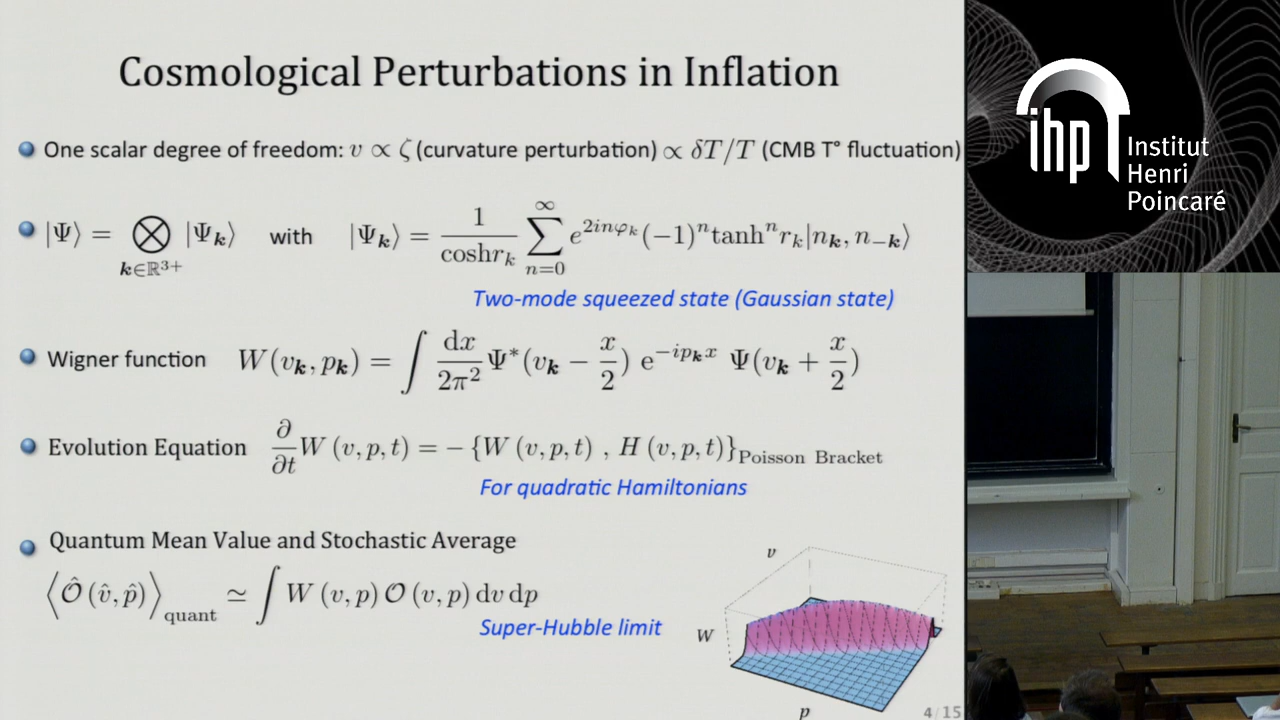 Cosmological Perturbations in Inflation
One scalar degree of freedom: v ∝ ζ (curvature perturbation) ∝ δT/T (CMB T° fluctuation)
|Ψ⟩ = ⨂_{k∈ℝ³⁺} |Ψ_k⟩ with |Ψ_k⟩ = 1/cosh r_k ∑_{n=0}^{∞} e^{2inφ_k}(-1)^n tanh^n r_k |n_k, n_{-k}⟩
Two-mode squeezed state (Gaussian state)
Wigner function W(v_k, p_k) = ∫ dx/2π² Ψ*(v_k − x/2) e^{−ip_k x} Ψ(v_k + x/2)
Evolution Equation ∂/∂t W (v, p, t) = − {W (v, p, t) , H (v, p, t)}_{Poisson Bracket}
For quadratic Hamiltonians
Quantum Mean Value and Stochastic Average
⟨Ô (v̂, p̂)⟩_{quant} ≃ ∫ W (v, p) O (v, p) dv dp
Super-Hubble limit
v
W
p
4/15
ihp
Institut
Henri
Poincaré